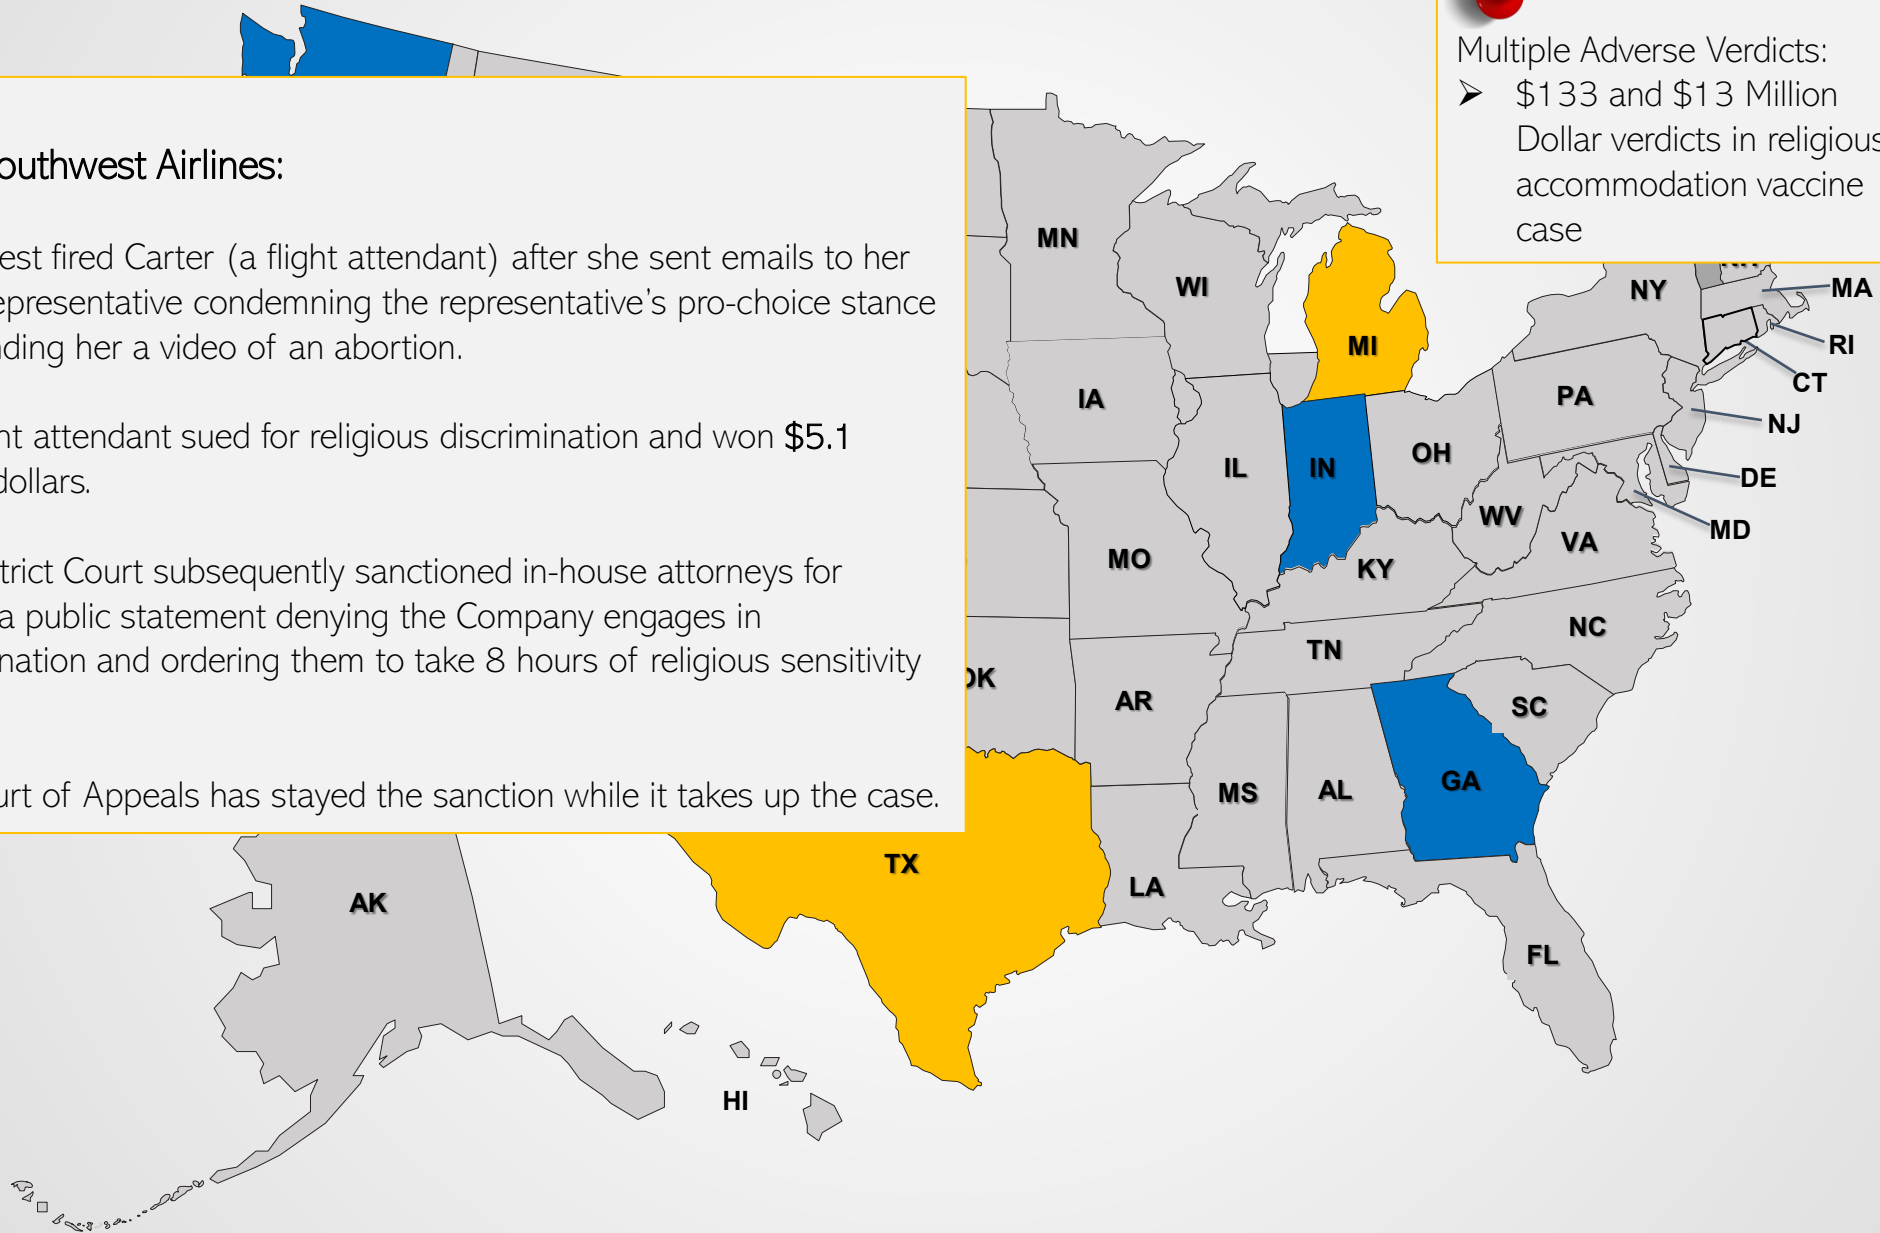 outhwest Airlines:
est fired Carter (a flight attendant) after she sent emails to her
epresentative condemning the representative’s pro-choice stance
nding her a video of an abortion.
nt attendant sued for religious discrimination and won $5.1
dollars.
trict Court subsequently sanctioned in-house attorneys for
a public statement denying the Company engages in
nation and ordering them to take 8 hours of religious sensitivity
urt of Appeals has stayed the sanction while it takes up the case.
Multiple Adverse Verdicts:
➢ $133 and $13 Million
Dollar verdicts in religious
accommodation vaccine
case
MN
WI
MI
NY
MA
RI
CT
NJ
PA
IA
IL
IN
OH
DE
MD
WV
VA
MO
KY
NC
TN
OK
AR
SC
MS
AL
GA
TX
LA
FL
AK
HI